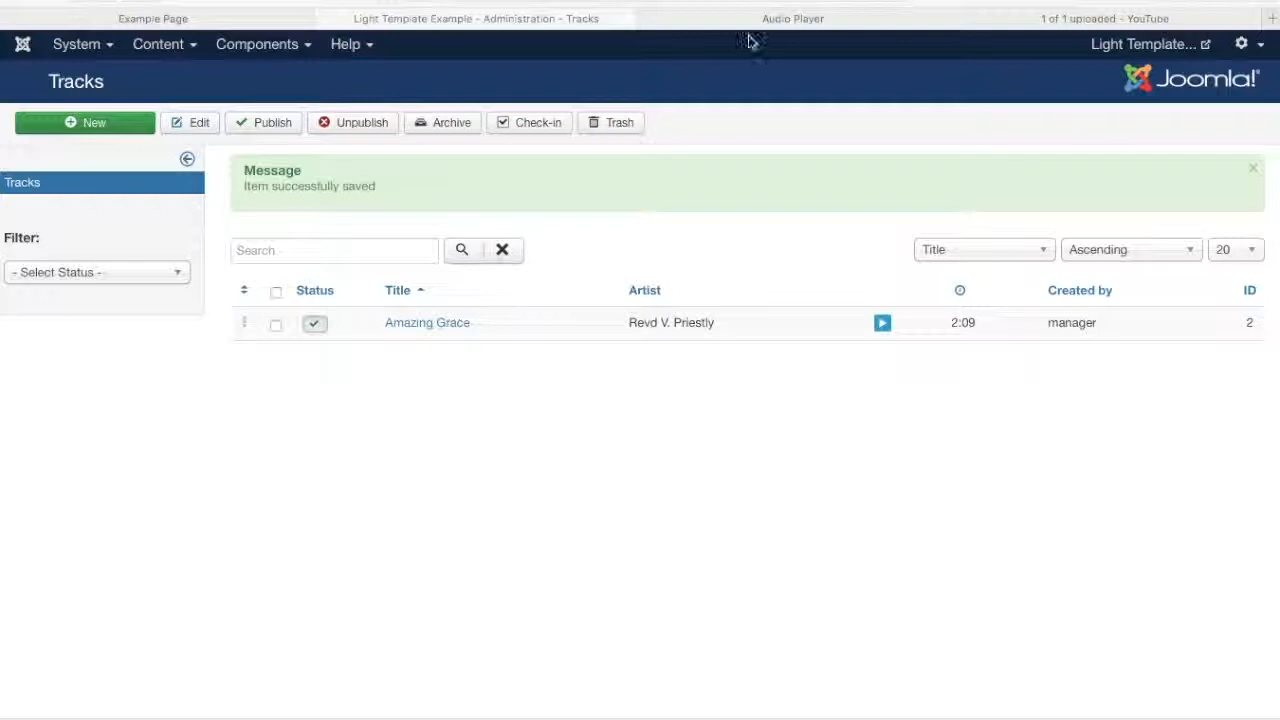 Example Page
Light Template Example - Administration - Tracks
Audio Player
1 of 1 uploaded - YouTube
System
Content
Components
Help
Light Template...
Tracks
Joomla!
New
Edit
Publish
Unpublish
Archive
Check-in
Trash
Tracks
Message
Item successfully saved
Filter:
- Select Status -
Search
Title
Ascending
20
Status
Title
Artist
Created by
ID
Amazing Grace
Revd V. Priestly
2:09
manager
2